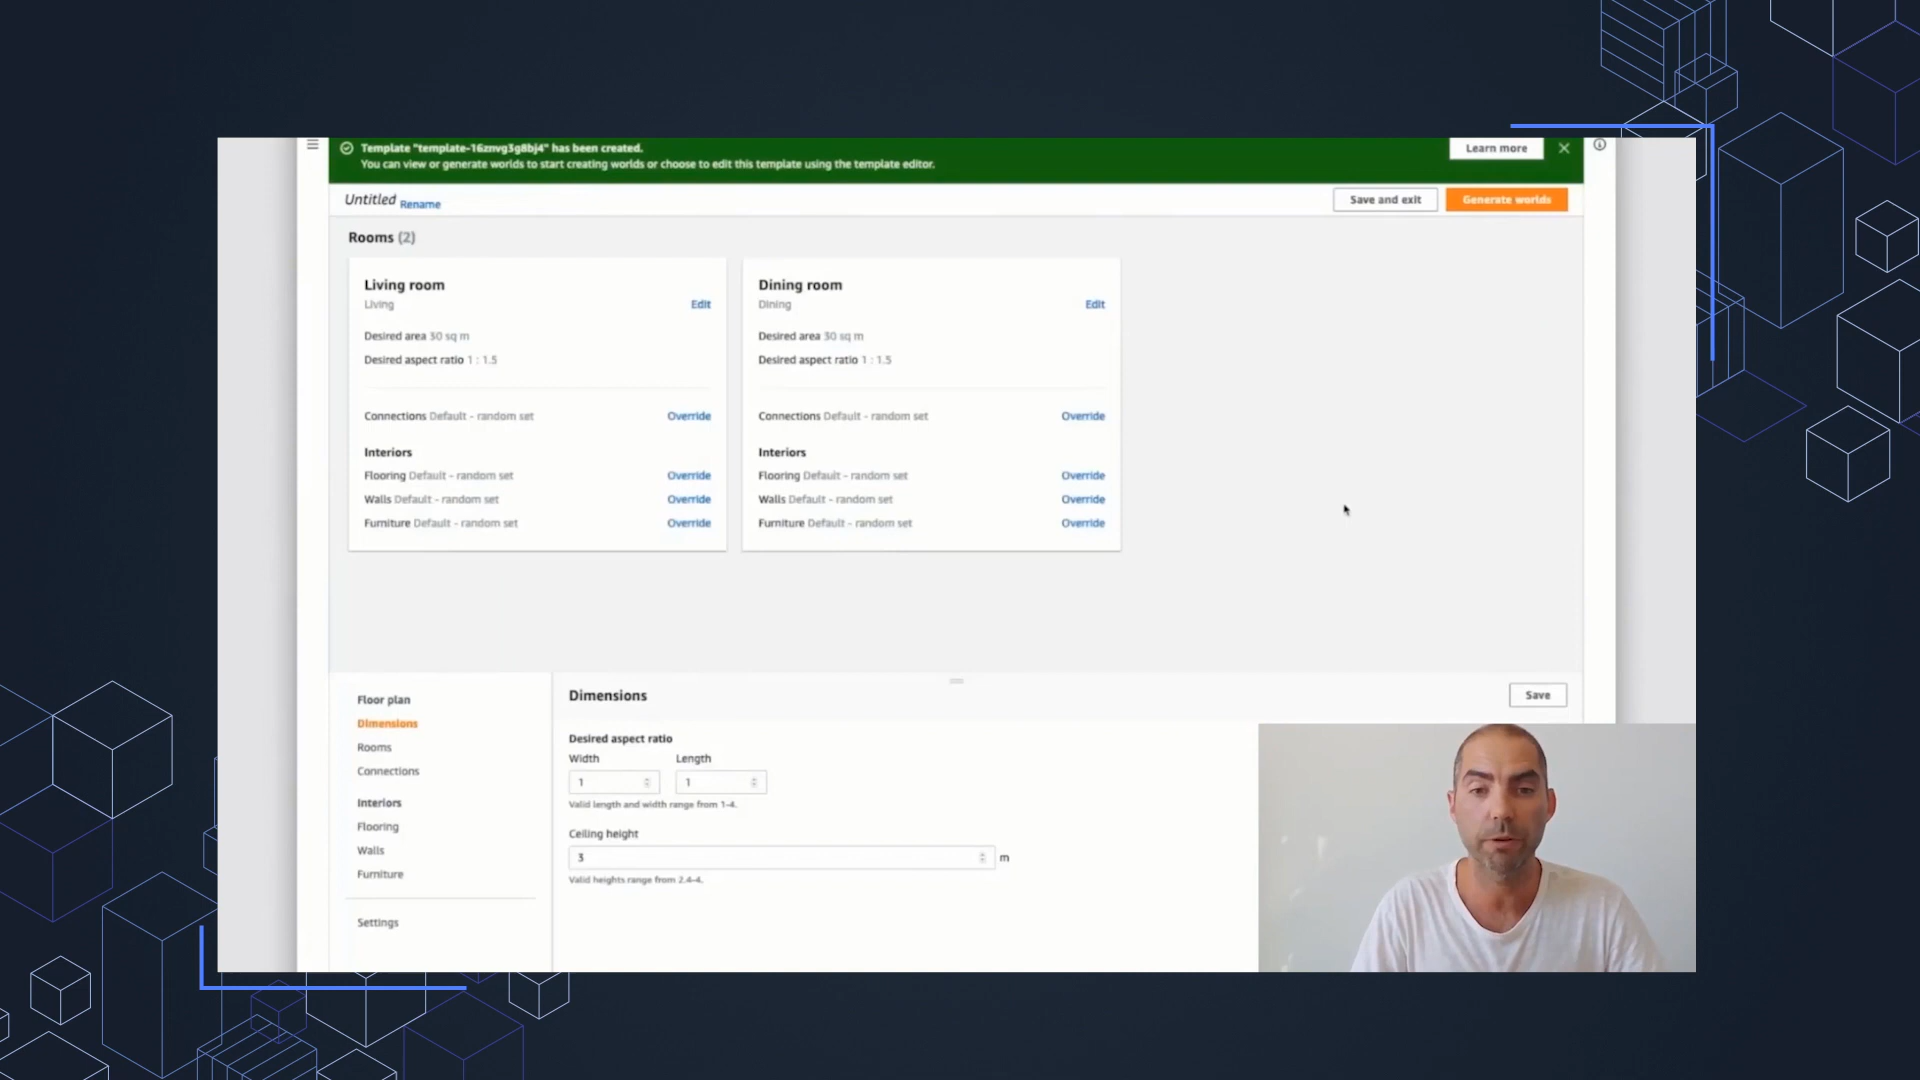 Template "template-16znvg3g8bj4" has been created.
You can view or generate worlds to start creating worlds or choose to edit this template using the template editor.
Learn more
Untitled Rename
Save and exit
Generate worlds
Rooms (2)
Living room
Living
Edit
Desired area 30 sq m
Desired aspect ratio 1 : 1.5
Connections Default - random set
Override
Interiors
Flooring Default - random set
Override
Walls Default - random set
Override
Furniture Default - random set
Override
Dining room
Dining
Edit
Desired area 30 sq m
Desired aspect ratio 1 : 1.5
Connections Default - random set
Override
Interiors
Flooring Default - random set
Override
Walls Default - random set
Override
Furniture Default - random set
Override
Floor plan
Dimensions
Rooms
Connections
Interiors
Flooring
Walls
Furniture
Settings
Dimensions
Save
Desired aspect ratio
Width
Length
1
1
Valid length and width range from 1-4.
Ceiling height
3
m
Valid heights range from 2.4-4.